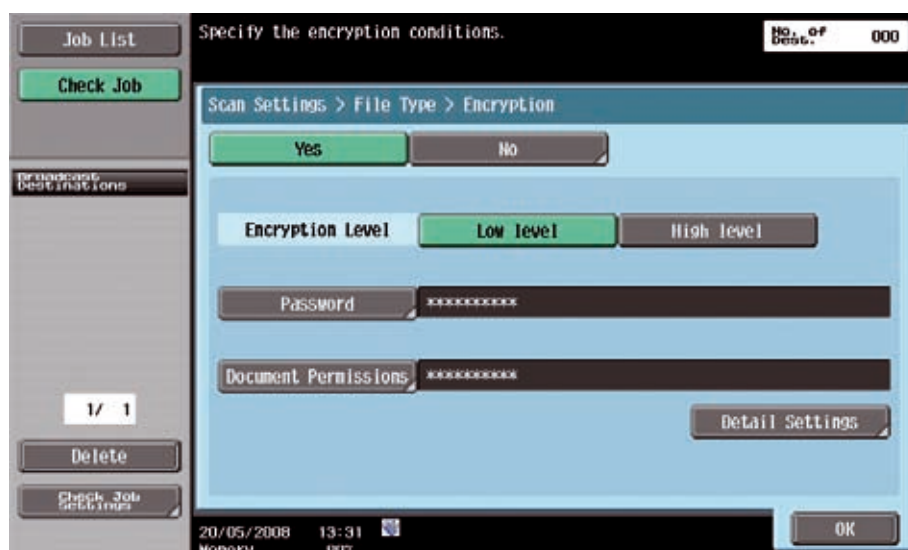 Job List
Check Job
Broadcast
Destinations
1/ 1
Delete
Check Job
Settings
Specify the encryption conditions.
No. of
Dest.
000
Scan Settings > File Type > Encryption
Yes
No
Encryption Level
Low level
High level
Password
**********
Document Permissions
**********
Detail Settings
20/05/2008 13:31
Memory
OK